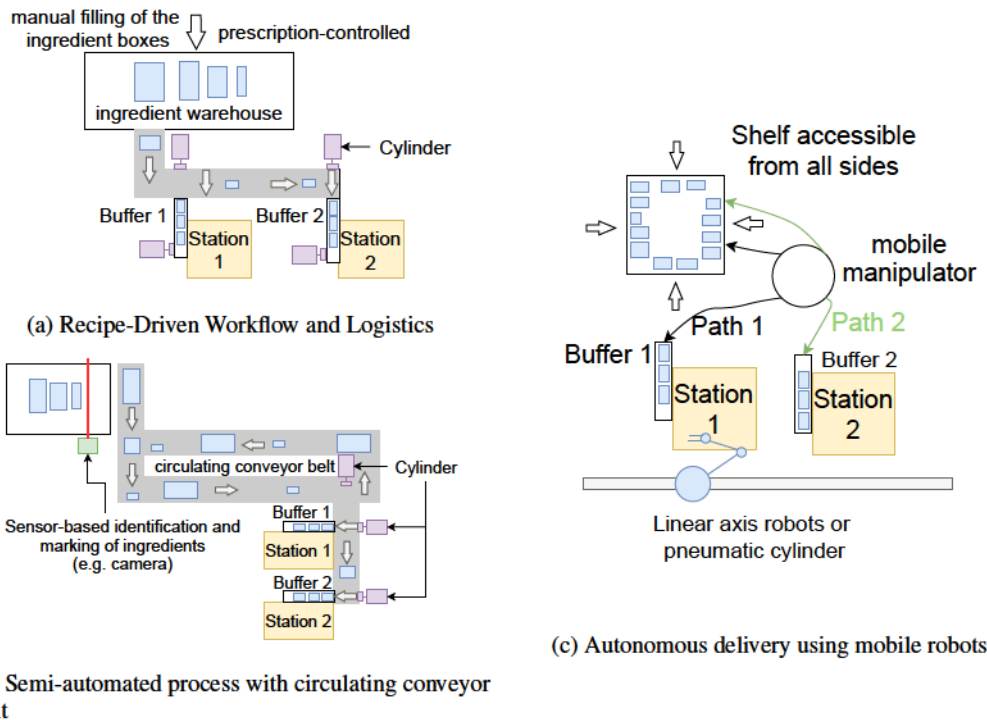 manual filling of the
ingredient boxes
prescription-controlled
ingredient warehouse
Cylinder
Buffer 1
Buffer 2
Station
1
Station
2
(a) Recipe-Driven Workflow and Logistics
circulating conveyor belt
Cylinder
Sensor-based identification and
marking of ingredients
(e.g. camera)
Buffer 1
Station 1
Buffer 2
Station 2
Semi-automated process with circulating conveyor
t
Shelf accessible
from all sides
mobile
manipulator
Path 1
Path 2
Buffer 1
Buffer 2
Station
1
Station
2
Linear axis robots or
pneumatic cylinder
(c) Autonomous delivery using mobile robots